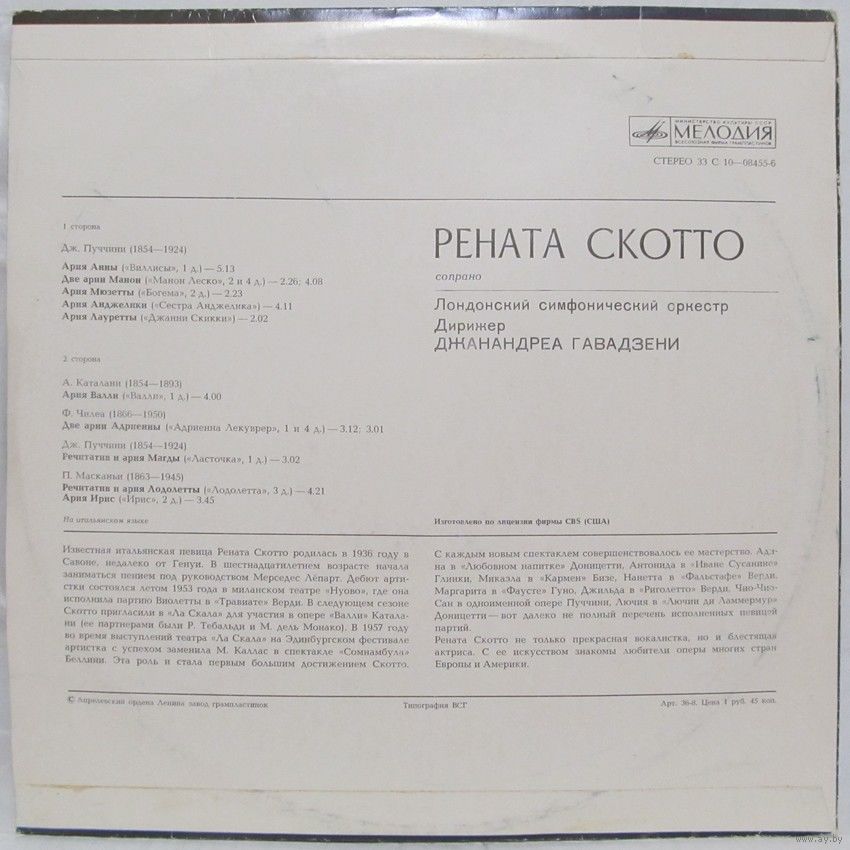 МИНИСТЕРСТВО КУЛЬТУРЫ СССР
МЕЛОДИЯ
ВСЕСОЮЗНАЯ ФИРМА ГРАМПЛАСТИНОК
СТЕРЕО 33 С 10—08455-6
1 сторона
Дж. Пуччини (1854—1924)
Ария Анны («Виллисы», 1 д.) — 5.13
Две арии Манон («Манон Леско», 2 и 4 д.) — 2.26; 4.08
Ария Мюзетты («Богема», 2 д.) — 2.23
Ария Анджелики («Сестра Анджелика») — 4.11
Ария Лауретты («Джанни Скикки») — 2.02
2 сторона
А. Каталани (1854—1893)
Ария Валли («Валли», 1 д.) — 4.00
Ф. Чилеа (1866—1950)
Две арии Адриенны («Адриенна Лекуврер», 1 и 4 д.) — 3.12; 3.01
Дж. Пуччини (1854—1924)
Речитатив и ария Магды («Ласточка», 1 д.) — 3.02
П. Масканьи (1863—1945)
Речитатив и ария Лодолетты («Лодолетта», 3 д.) — 4.21
Ария Ирис («Ирис», 2 д.) — 3.45
На итальянском языке
РЕНАТА СКОТТО
сопрано
Лондонский симфонический оркестр
Дирижер
ДЖАНАНДРЕА ГАВАДЗЕНИ
Изготовлено по лицензии фирмы CBS (США)
Известная итальянская певица Рената Скотто родилась в 1936 году в
Савоне, недалеко от Генуи. В шестнадцатилетнем возрасте начала
заниматься пением под руководством Мерседес Лёпарт. Дебют арти-
стки состоялся летом 1953 года в миланском театре «Нуово», где она
исполнила партию Виолетты в «Травиате» Верди. В следующем сезоне
Скотто пригласили в «Ла Скала» для участия в опере «Валли» Катала-
ни (ее партнерами были Р. Тебальди и М. дель Монако). В 1957 году
во время выступлений театра «Ла Скала» на Эдинбургском фестивале
артистка с успехом заменила М. Каллас в спектакле «Сомнамбула»
Беллини. Эта роль и стала первым большим достижением Скотто.
С каждым новым спектаклем совершенствовалось ее мастерство. Ади-
на в «Любовном напитке» Доницетти, Антонида в «Иване Сусанине»
Глинки, Микаэла в «Кармен» Бизе, Нанетта в «Фальстафе» Верди,
Маргарита в «Фаусте» Гуно, Джильда в «Риголетто» Верди, Чао-Чио-
Сан в одноименной опере Пуччини, Лючия в «Лючии ди Ламмермур»
Доницетти — вот далеко не полный перечень исполненных певицей
партий.
Рената Скотто не только прекрасная вокалистка, но и блестящая
актриса. С ее искусством знакомы любители оперы многих стран
Европы и Америки.
© Апрелевский ордена Ленина завод грампластинок
Типография ВСГ
Арт. 36-8. Цена 1 руб. 45 коп.
www.ay.by